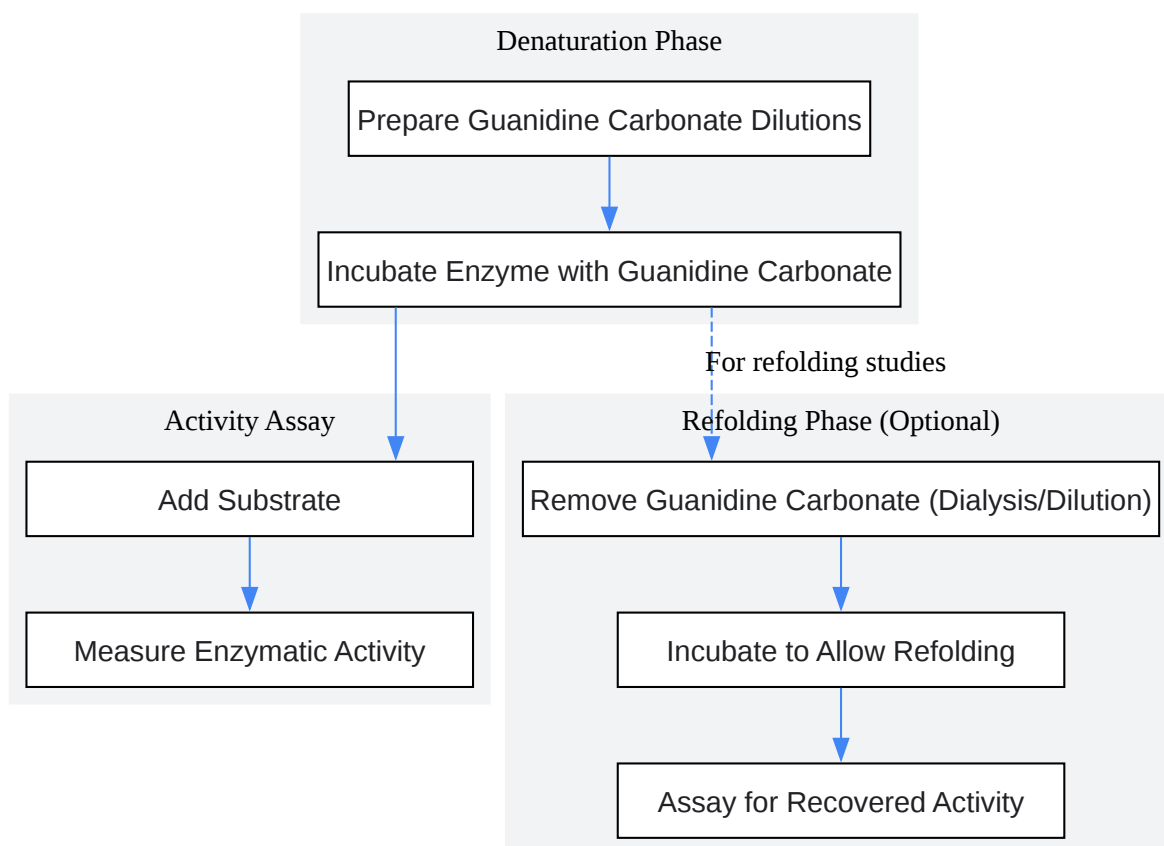 Denaturation Phase
Prepare Guanidine Carbonate Dilutions
Incubate Enzyme with Guanidine Carbonate
For refolding studies
Activity Assay
Add Substrate
Measure Enzymatic Activity
Refolding Phase (Optional)
Remove Guanidine Carbonate (Dialysis/Dilution)
Incubate to Allow Refolding
Assay for Recovered Activity